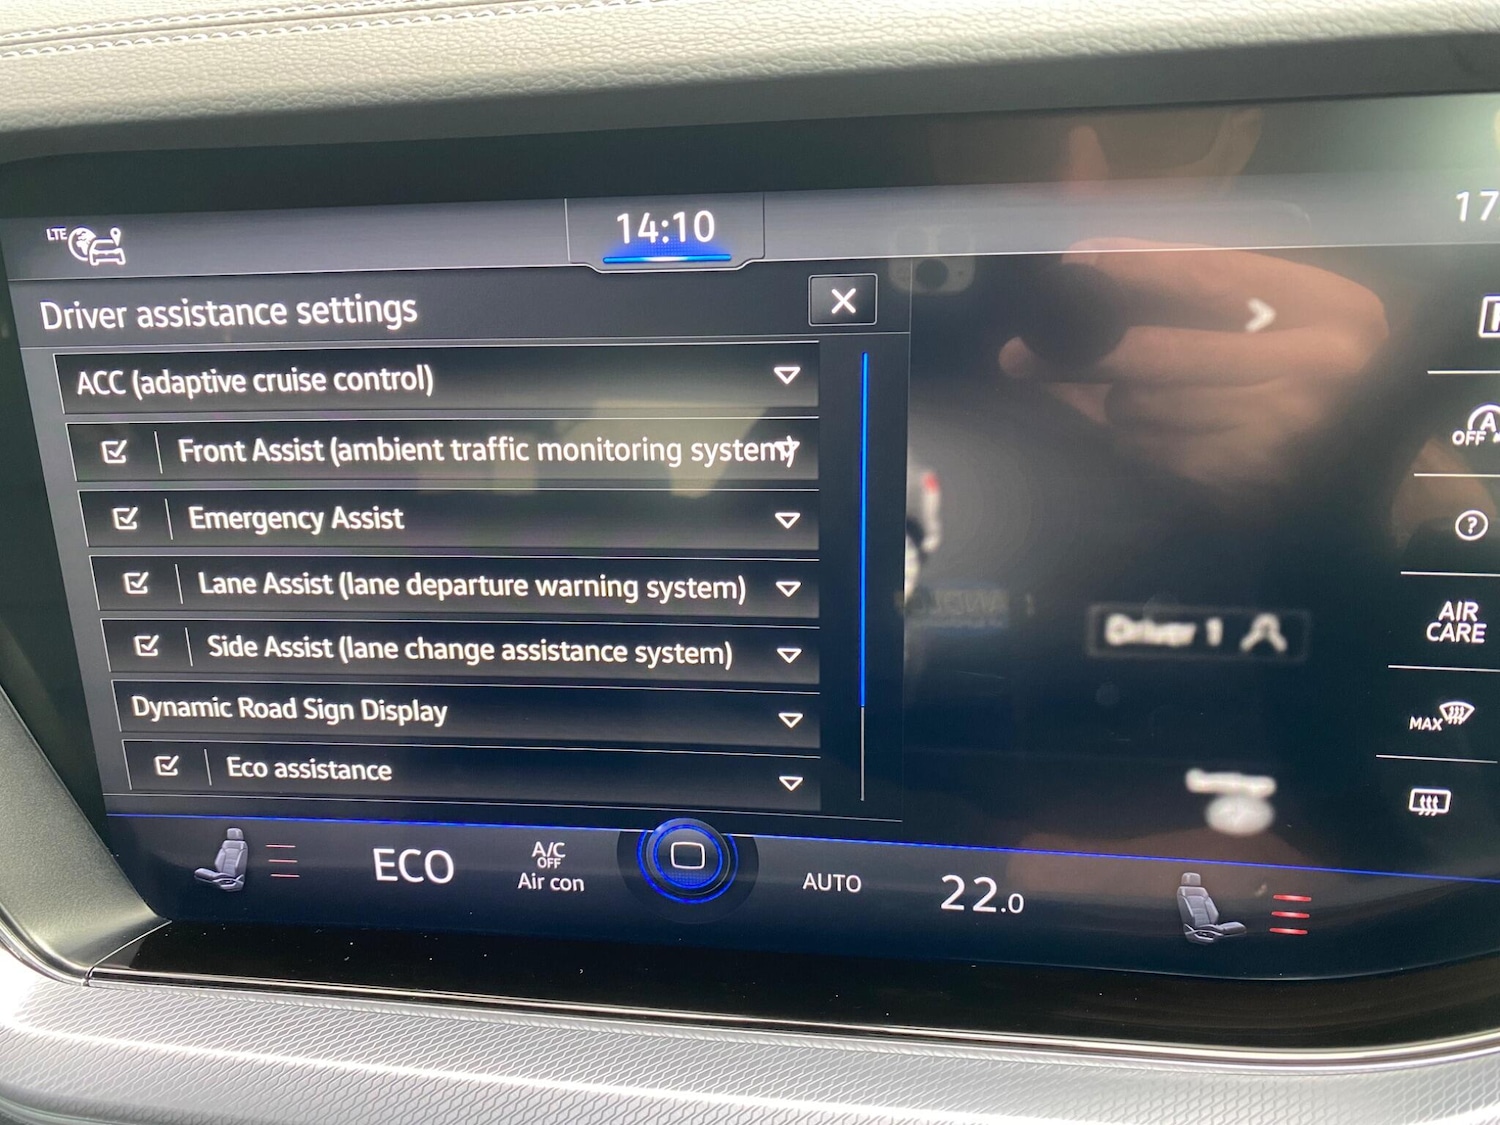 LTE
14:10
17
Driver assistance settings
ACC (adaptive cruise control)
Front Assist (ambient traffic monitoring system)
Emergency Assist
Lane Assist (lane departure warning system)
Side Assist (lane change assistance system)
Dynamic Road Sign Display
Eco assistance
A
OFF
?
Driver 1
AIR
CARE
MAX
ECO
A/C
OFF
Air con
AUTO
22.0